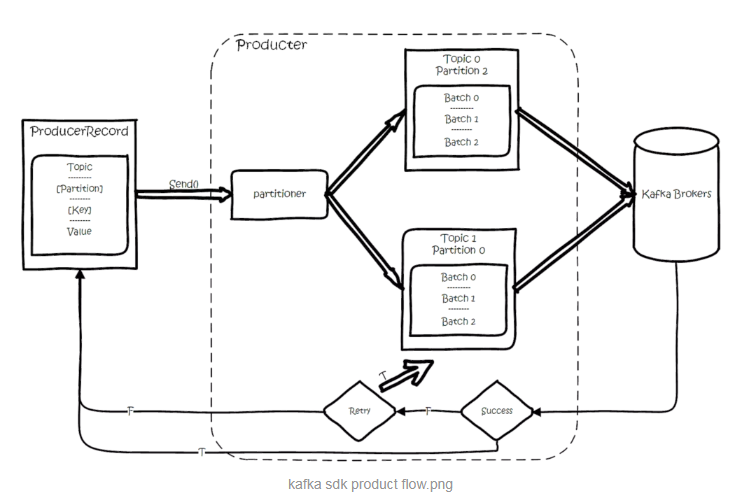 Producter
ProducerRecord
Topic
---------
[Partition]
--------
[Key]
--------
Value
Send()
partitioner
Topic 0
Partition 2
Batch 0
---------
Batch 1
--------
Batch 2
Topic 1
Partition 0
Batch 0
---------
Batch 1
--------
Batch 2
Kafka Brokers
T
Retry
F
Success
F
T
kafka sdk product flow.png